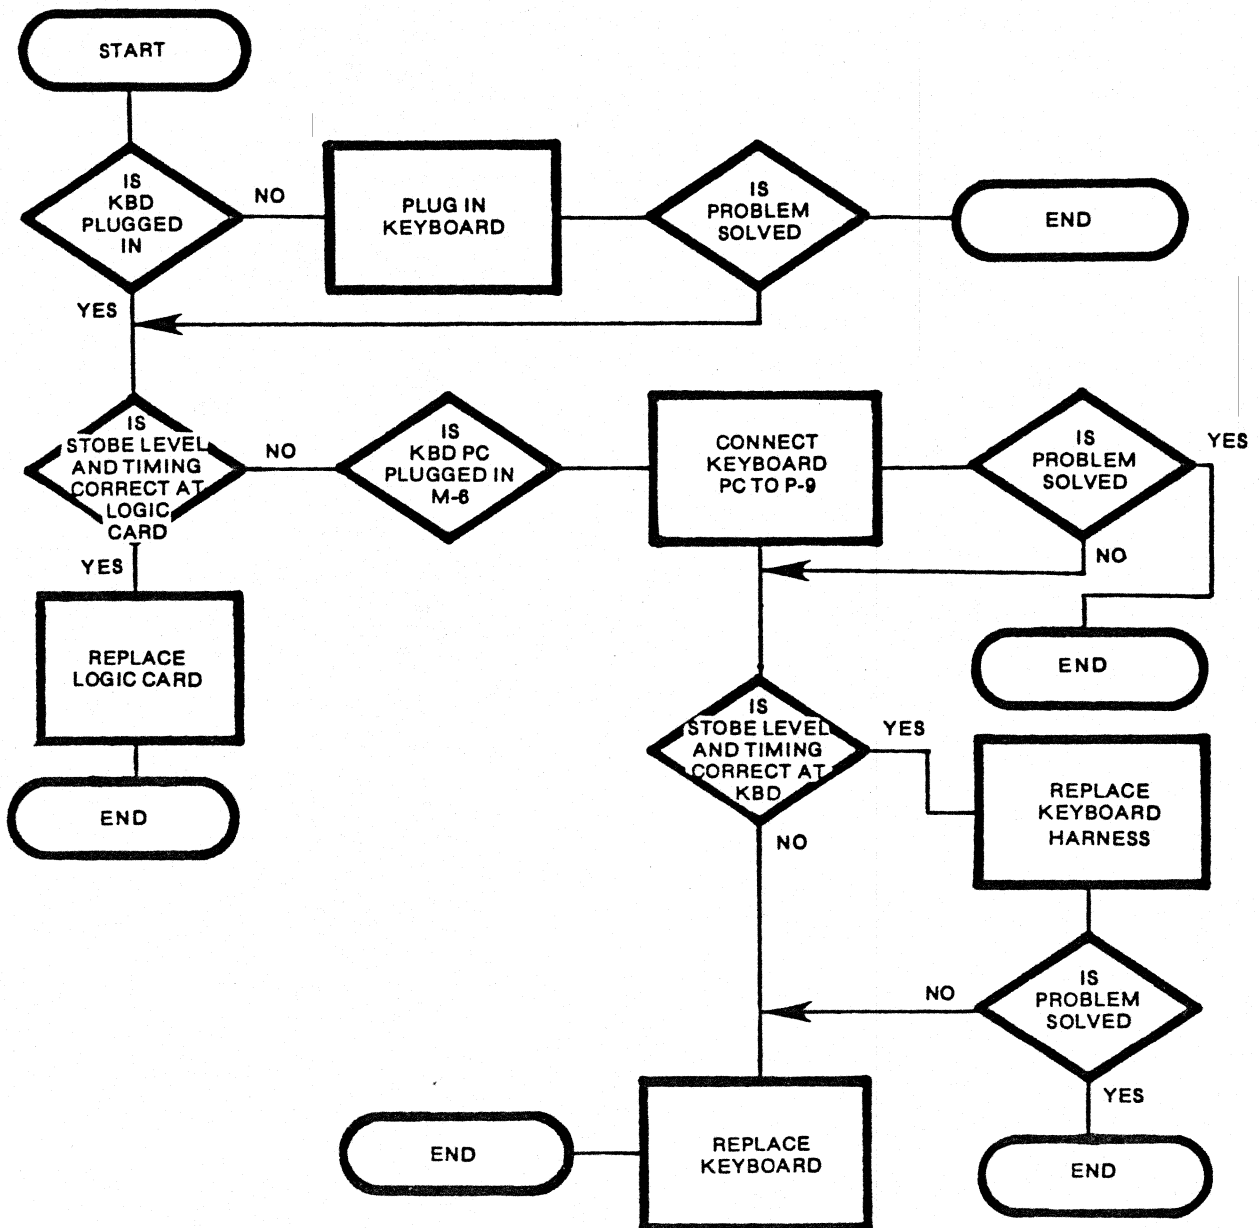 START
IS
KBD
PLUGGED
IN
NO
PLUG IN
KEYBOARD
IS
PROBLEM
SOLVED
END
YES
IS
STOBE LEVEL
AND TIMING
CORRECT AT
LOGIC
CARD
NO
IS
KBD PC
PLUGGED IN
M-6
CONNECT
KEYBOARD
PC TO P-9
IS
PROBLEM
SOLVED
YES
NO
END
YES
REPLACE
LOGIC CARD
END
IS
STOBE LEVEL
AND TIMING
CORRECT AT
KBD
YES
REPLACE
KEYBOARD
HARNESS
NO
IS
PROBLEM
SOLVED
NO
YES
END
REPLACE
KEYBOARD
END